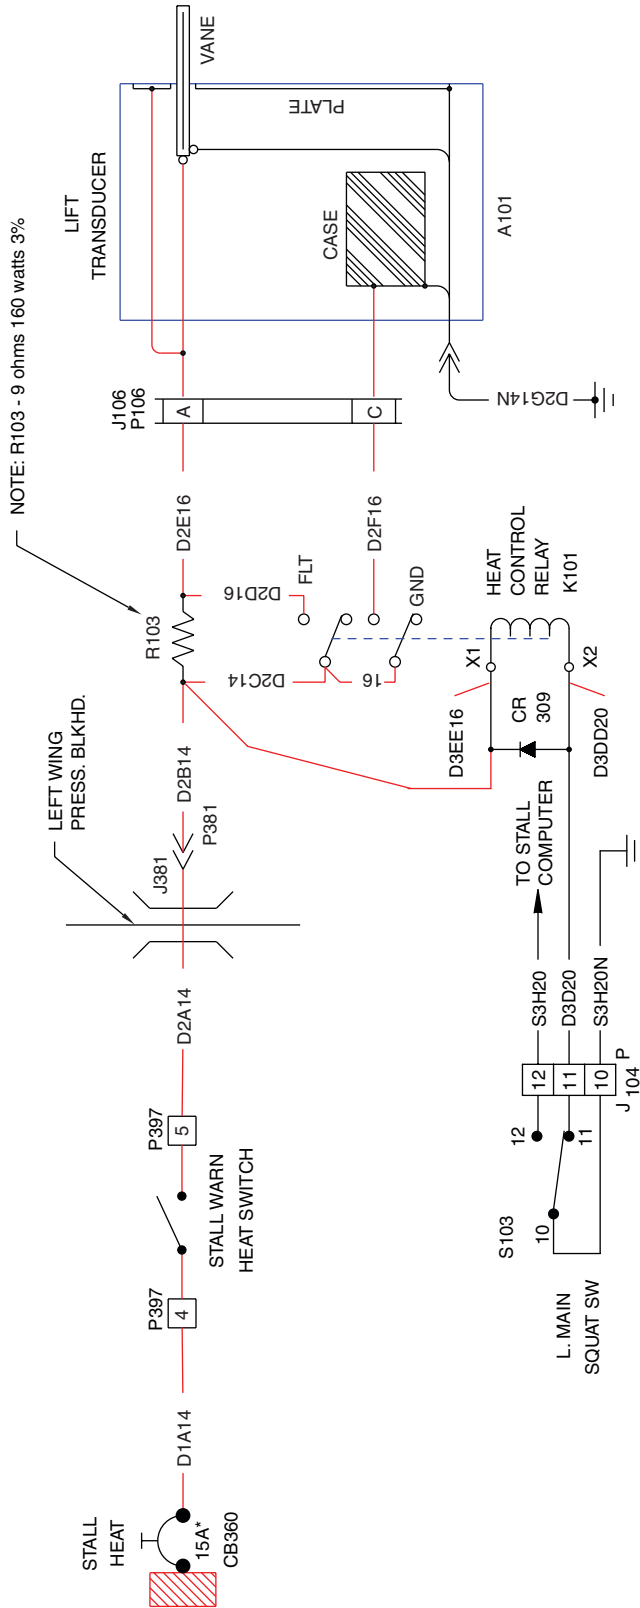 NOTE: R103 - 9 ohms 160 watts 3%
STALL
HEAT
15A*
CB360
D1A14
P397
4
STALL WARN
HEAT SWITCH
P397
5
D2A14
LEFT WING
PRESS. BLKHD.
J381
P381
D2B14
R103
D2C14
D2D16
16
FLT
GND
D2E16
D2F16
J106
P106
A
C
LIFT
TRANSDUCER
VANE
PLATE
CASE
A101
D2G14N
HEAT
CONTROL
RELAY
K101
X1
X2
D3EE16
CR
309
D3DD20
TO STALL
COMPUTER
S3H20
D3D20
S3H20N
12
11
10
J
P
104
12
11
10
S103
L. MAIN
SQUAT SW